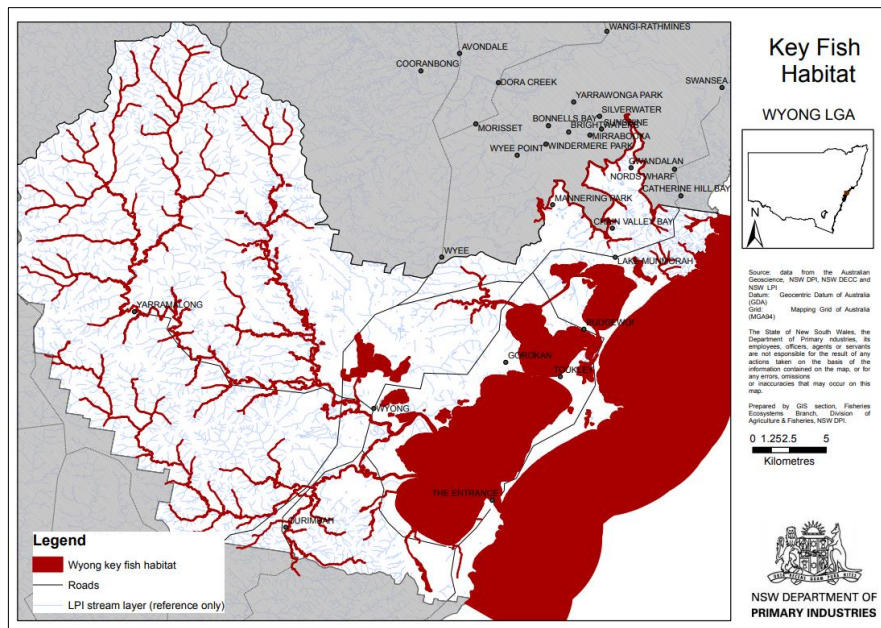 Key Fish
Habitat
WYONG LGA
WANGI-RATHMINES
AVONDALE
COORANBONG
DORA CREEK
SWANSEA
YARRAWONGA PARK
SILVERWATER
BONNELLS BAY
SUNSHINE
BRIGHTWATERS
MORISSET
MIRRABOOKA
WINDERMERE PARK
WYEE POINT
GWANDALAN
NORDS WHARF
CATHERINE HILL BAY
MANNERING PARK
CHAIN VALLEY BAY
WYEE
LAKE MUNMORAH
YARRAMALONG
BUDGEWOI
GOROKAN
TOUKLEY
WYONG
THE ENTRANCE
OURIMBAH
N
Source: data from the Australian
Geoscience, NSW DPI, NSW DECC and
NSW LPI
Datum: Geocentric Datum of Australia
(GDA)
Grid: Mapping Grid of Australia
(MGA94)
The State of New South Wales, the
Department of Primary ndustries, its
employees, officers, agents or servants
are not esponsible for the result of any
actions taken on the basis of the
information contained on the map, or for
any errors, omissions
or inaccuracies that may occur on this
map.
Prepared by GIS section, Fisheries
Ecosystems Branch, Division of
Agriculture & Fisheries, NSW DPI.
0 1.252.5 5
Kilometres
Legend
Wyong key fish habitat
Roads
LPI stream layer (reference only)
NSW DEPARTMENT OF
PRIMARY INDUSTRIES